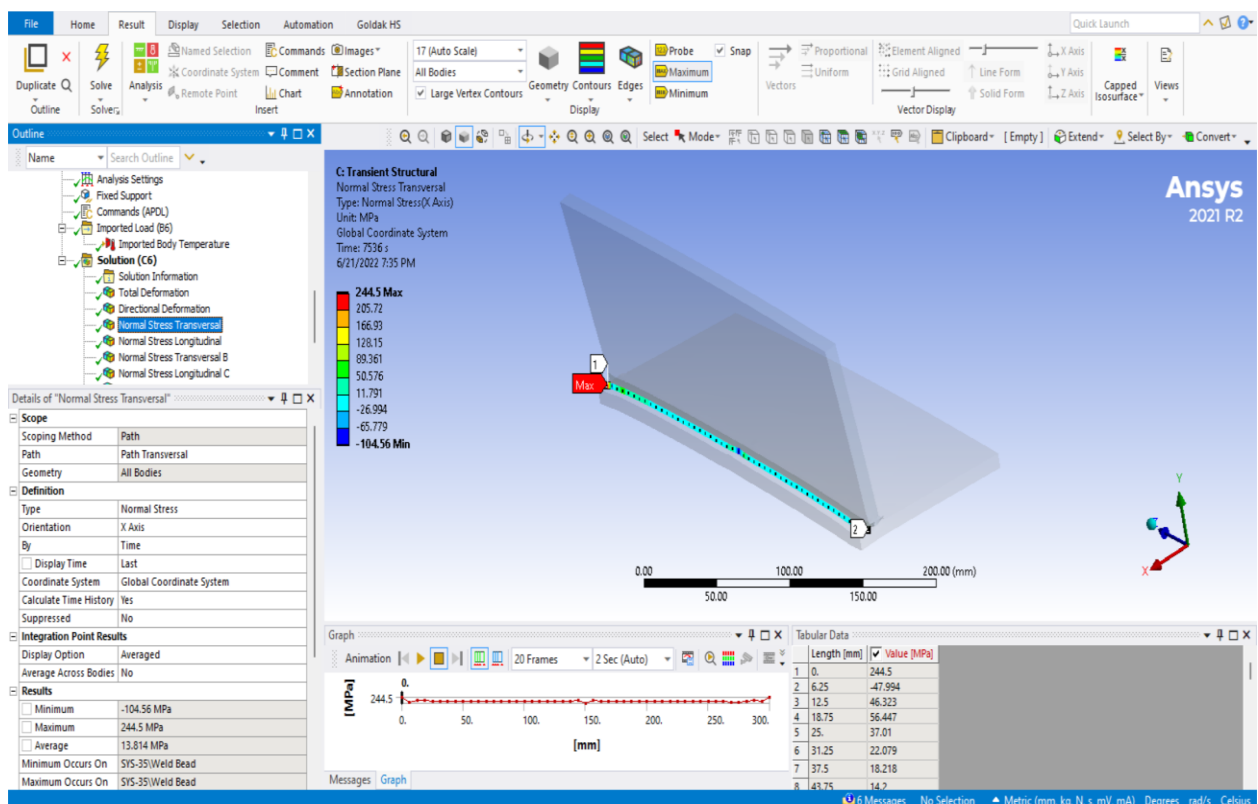 File Home Result Display Selection Automation Goldak HS Quick Launch
Named Selection Commands Images 17 (Auto Scale) Probe Snap Proportional Element Aligned X Axis
Coordinate System Comment Section Plane All Bodies Maximum Uniform Grid Aligned Line Form Y Axis
Remote Point Chart Annotation Large Vertex Contours Minimum Solid Form Z Axis
Duplicate Q Solve Analysis Geometry Contours Edges Vectors Capped Isosurface Views
Outline Solver Insert Display Vector Display
Outline
Select Mode Clipboard [ Empty ] Extend Select By Convert
Name Search Outline
Analysis Settings
Fixed Support
Commands (APDL)
Imported Load (B6)
Imported Body Temperature
Solution (C6)
Solution Information
Total Deformation
Directional Deformation
Normal Stress Transversal
Normal Stress Longitudinal
Normal Stress Transversal B
Normal Stress Longitudinal C
C: Transient Structural
Normal Stress Transversal
Type: Normal Stress(X Axis)
Unit: MPa
Global Coordinate System
Time: 7536 s
6/21/2022 7:35 PM
244.5 Max
205.72
166.93
128.15
89.361
50.576
11.791
-26.994
-65.779
-104.56 Min
Ansys
2021 R2
1
Max
2
Y
X
0.00 100.00 200.00 (mm)
50.00 150.00
Details of "Normal Stress Transversal"
Scope
Scoping Method Path
Path Path Transversal
Geometry All Bodies
Definition
Type Normal Stress
Orientation X Axis
By Time
Display Time Last
Coordinate System Global Coordinate System
Calculate Time History Yes
Suppressed No
Integration Point Results
Display Option Averaged
Average Across Bodies No
Results
Minimum -104.56 MPa
Maximum 244.5 MPa
Average 13.814 MPa
Minimum Occurs On SYS-35\Weld Bead
Maximum Occurs On SYS-35\Weld Bead
Graph
Animation 20 Frames 2 Sec (Auto)
0.
[MPa] 244.5
0. 50. 100. 150. 200. 250. 300.
[mm]
Messages Graph
Tabular Data
Length [mm] Value [MPa]
1 0. 244.5
2 6.25 -47.994
3 12.5 46.323
4 18.75 56.447
5 25. 37.01
6 31.25 22.079
7 37.5 18.218
8 43.75 14.2
6 Messages No Selection Metric (mm, kg, N, s, mV, mA) Degrees rad/s Celsius